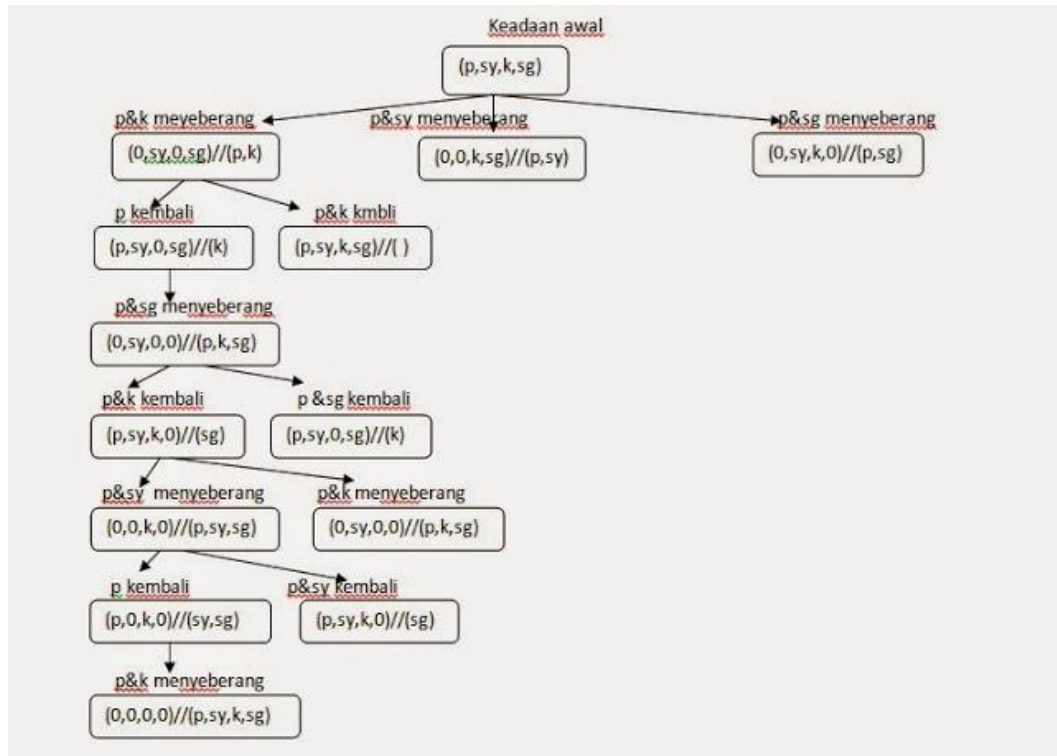 Keadaan awal
(p,sy,k,sg)
p&k meyeberang p&sy menyeberang p&sg menyeberang
(0,sy,0,sg)//(p,k) (0,0,k,sg)//(p,sy) (0,sy,k,0)//(p,sg)
p kembali p&k kmbli
(p,sy,0,sg)//(k) (p,sy,k,sg)//( )
p&sg menyeberang
(0,sy,0,0)//(p,k,sg)
p&k kembali p &sg kembali
(p,sy,k,0)//(sg) (p,sy,0,sg)//(k)
p&sy menyeberang p&k menyeberang
(0,0,k,0)//(p,sy,sg) (0,sy,0,0)//(p,k,sg)
p kembali p&sy kembali
(p,0,k,0)//(sy,sg) (p,sy,k,0)//(sg)
p&k menyeberang
(0,0,0,0)//(p,sy,k,sg)